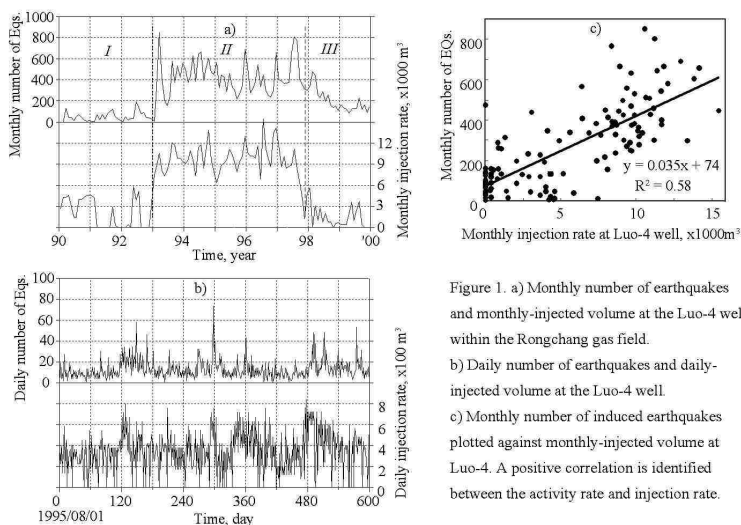 a)
Monthly number of Eqs.
1000
800
600
400
200
0
I
II
III
12
9
6
3
0
Monthly injection rate, x1000 m³
90 92 94 96 98 '00
Time, year
b)
Daily number of Eqs.
100
80
60
40
20
0
8
6
4
2
0
Daily injection rate, x100 m³
0 120 240 360 480 600
1995/08/01
Time, day
c)
Monthly number of EQs.
800
600
400
200
0
y = 0.035x + 74
R² = 0.58
0 5 10 15
Monthly injection rate at Luo-4 well, x1000m³
Figure 1. a) Monthly number of earthquakes
and monthly-injected volume at the Luo-4 wel
within the Rongchang gas field.
b) Daily number of earthquakes and daily-
injected volume at the Luo-4 well.
c) Monthly number of induced earthquakes
plotted against monthly-injected volume at
Luo-4. A positive correlation is identified
between the activity rate and injection rate.